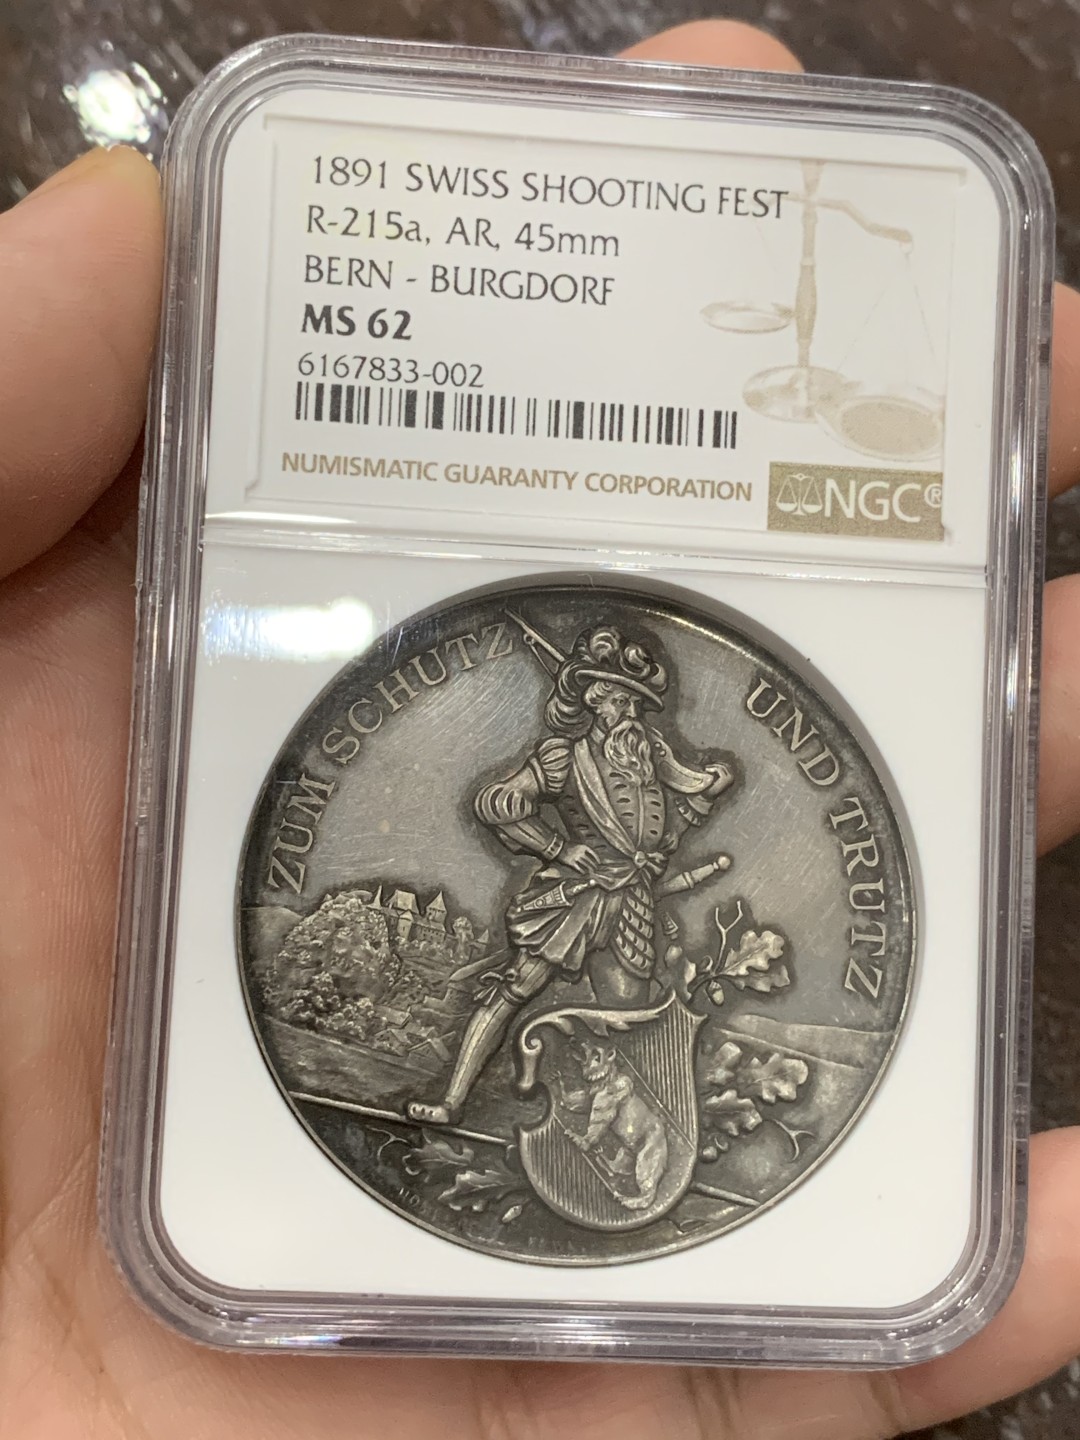 1891 SWISS SHOOTING FEST
R-215a, AR, 45mm
BERN - BURGDORF
MS 62
6167833-002
NUMISMATIC GUARANTY CORPORATION
NGC®
ZUM SCHUTZ UND TRUTZ